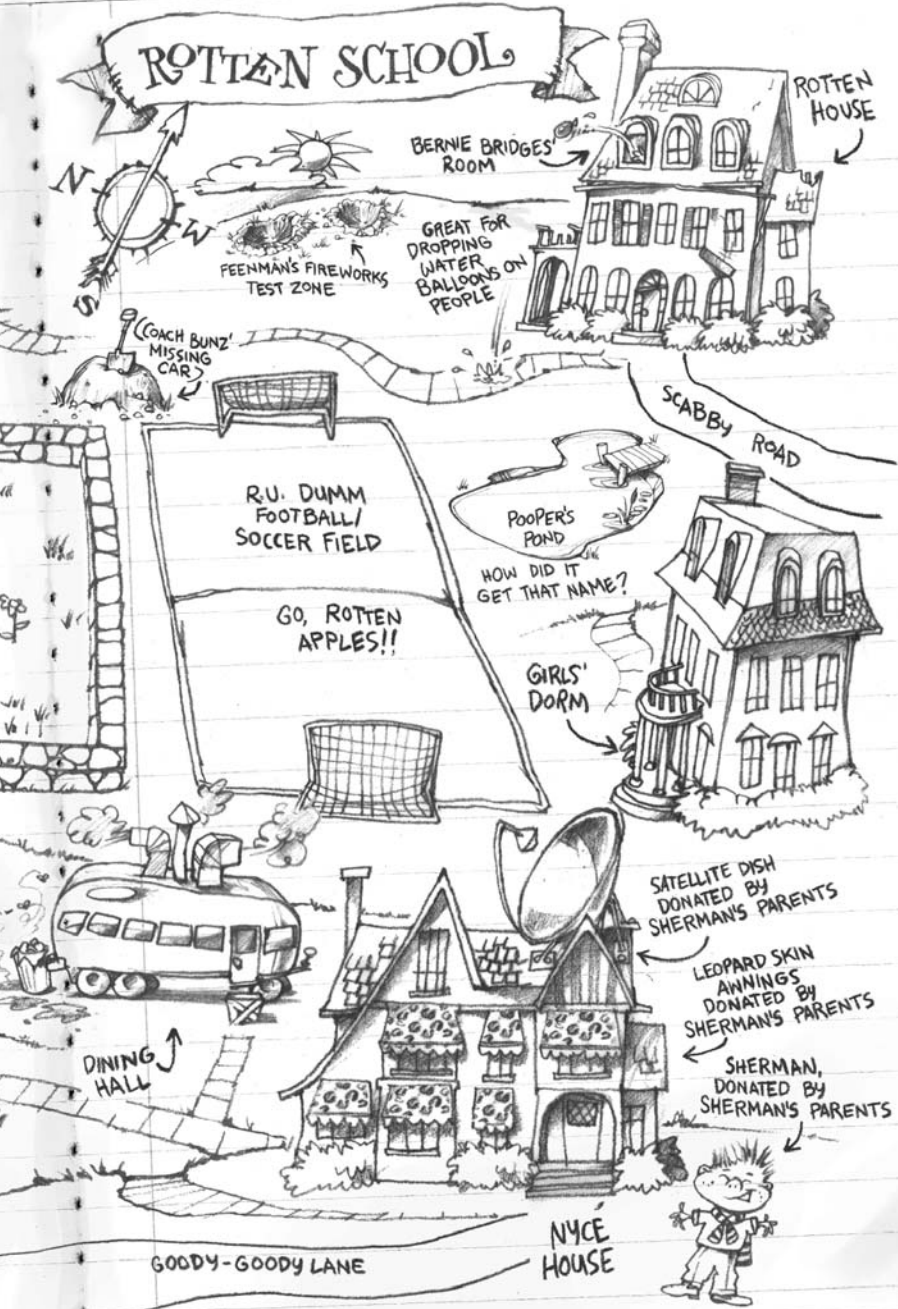 ROTTEN SCHOOL
ROTTEN
HOUSE
BERNIE BRIDGES'
ROOM
N
W
S
GREAT FOR
DROPPING
WATER
BALLOONS ON
PEOPLE
FEENMAN'S FIREWORKS
TEST ZONE
(COACH BUNZ'
MISSING
CAR)
SCABBY ROAD
R.U. DUMM
FOOTBALL/
SOCCER FIELD
POOPER'S
POND
HOW DID IT
GET THAT NAME?
GO, ROTTEN
APPLES!!
GIRLS'
DORM
SATELLITE DISH
DONATED BY
SHERMAN'S PARENTS
LEOPARD SKIN
AWNINGS
DONATED BY
SHERMAN'S PARENTS
DINING
HALL
SHERMAN,
DONATED BY
SHERMAN'S PARENTS
NYCE
HOUSE
GOODY-GOODY LANE